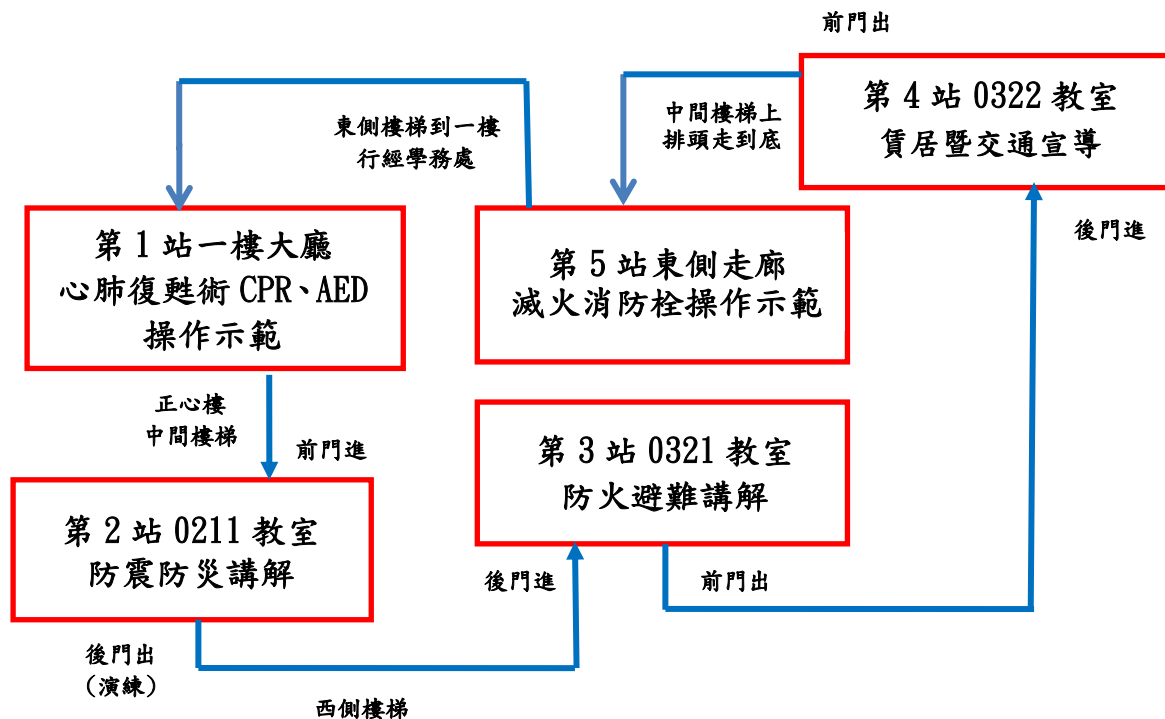 前門出
第 4 站 0322 教室
賃居暨交通宣導
中間樓梯上
排頭走到底
東側樓梯到一樓
行經學務處
後門進
第 1 站一樓大廳
心肺復甦術 CPR、AED
操作示範
第 5 站東側走廊
滅火消防栓操作示範
正心樓
中間樓梯
前門進
第 3 站 0321 教室
防火避難講解
第 2 站 0211 教室
防震防災講解
後門進
前門出
後門出
(演練)
西側樓梯